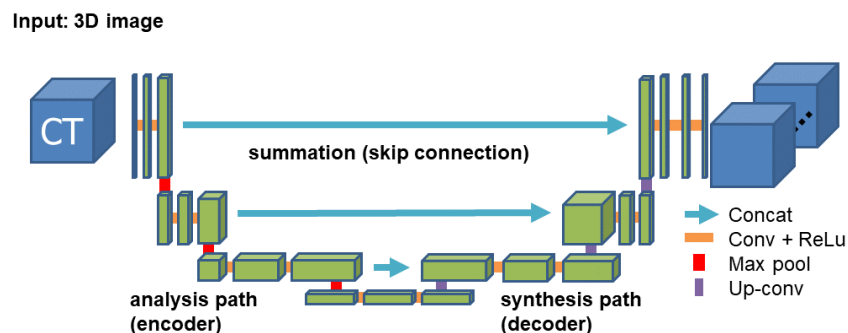 Input: 3D image
CT
summation (skip connection)
Concat
Conv + ReLu
Max pool
Up-conv
analysis path
(encoder)
synthesis path
(decoder)